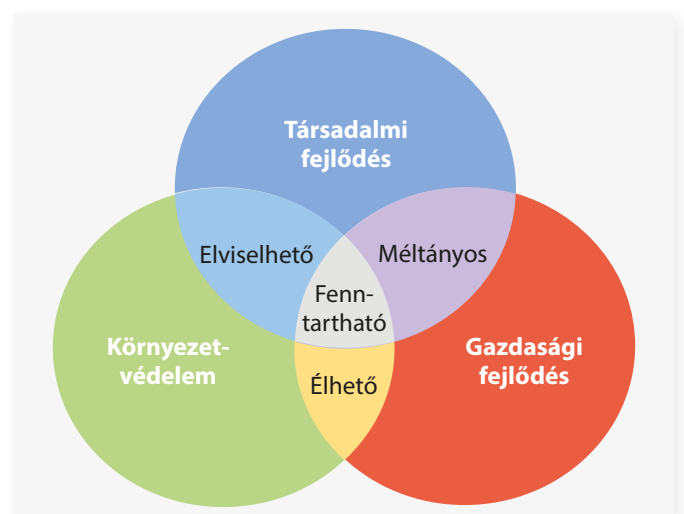 Társadalmi
fejlődés
Elviselhető
Méltányos
Fenn-
tartható
Környezet-
védelem
Gazdasági
fejlődés
Élhető